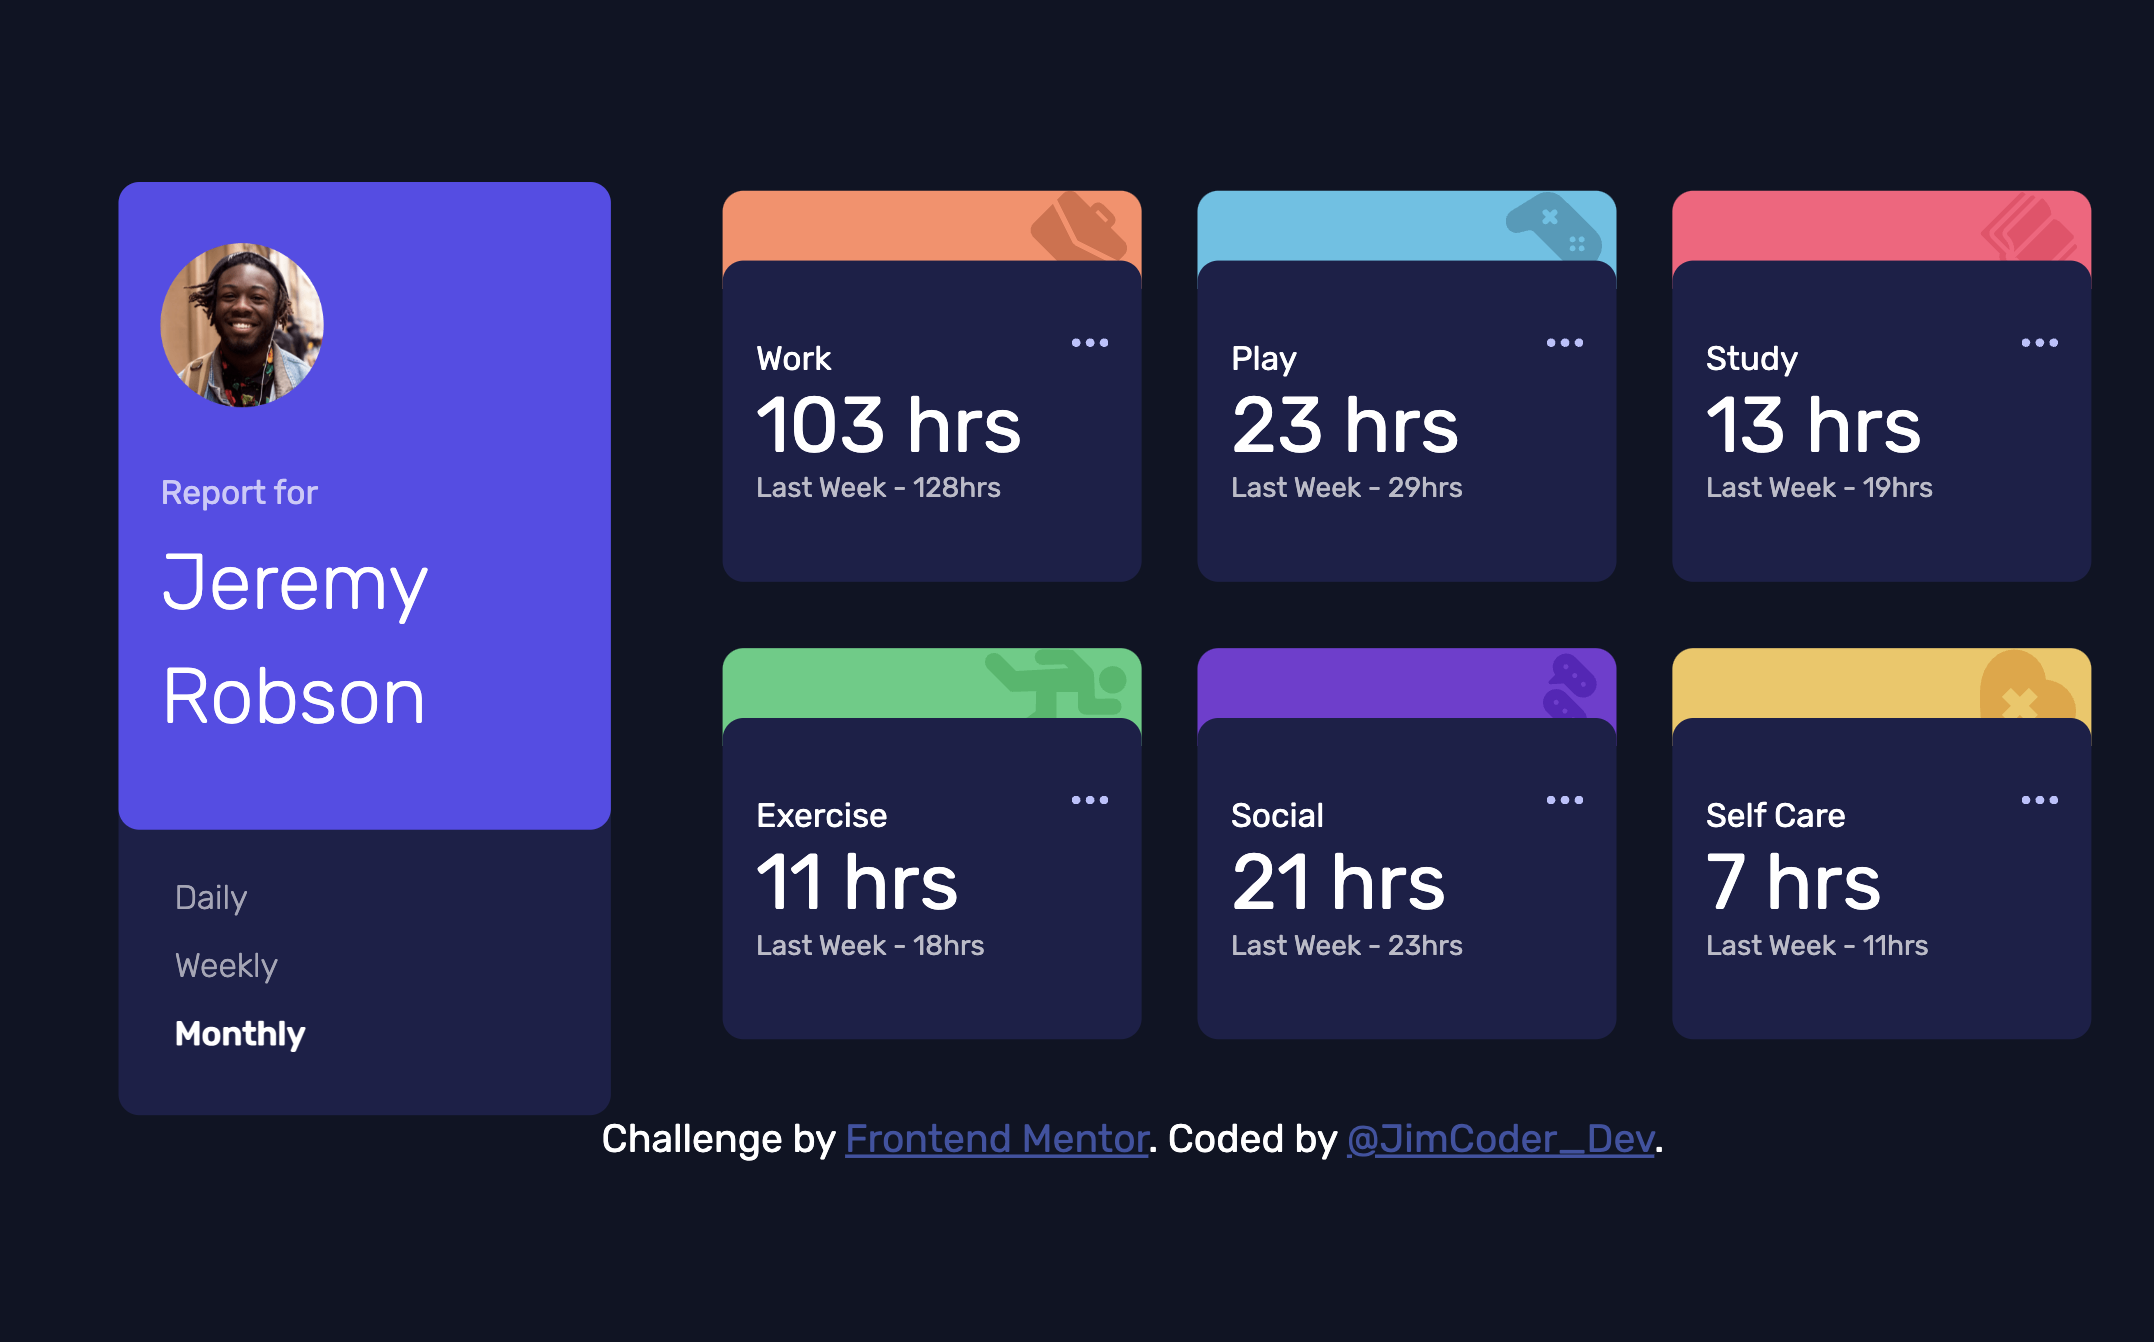 Report for
Jeremy
Robson
Daily
Weekly
Monthly
Work
103 hrs
Last Week - 128hrs
Play
23 hrs
Last Week - 29hrs
Study
13 hrs
Last Week - 19hrs
Exercise
11 hrs
Last Week - 18hrs
Social
21 hrs
Last Week - 23hrs
Self Care
7 hrs
Last Week - 11hrs
Challenge by Frontend Mentor. Coded by @JimCoder_Dev.